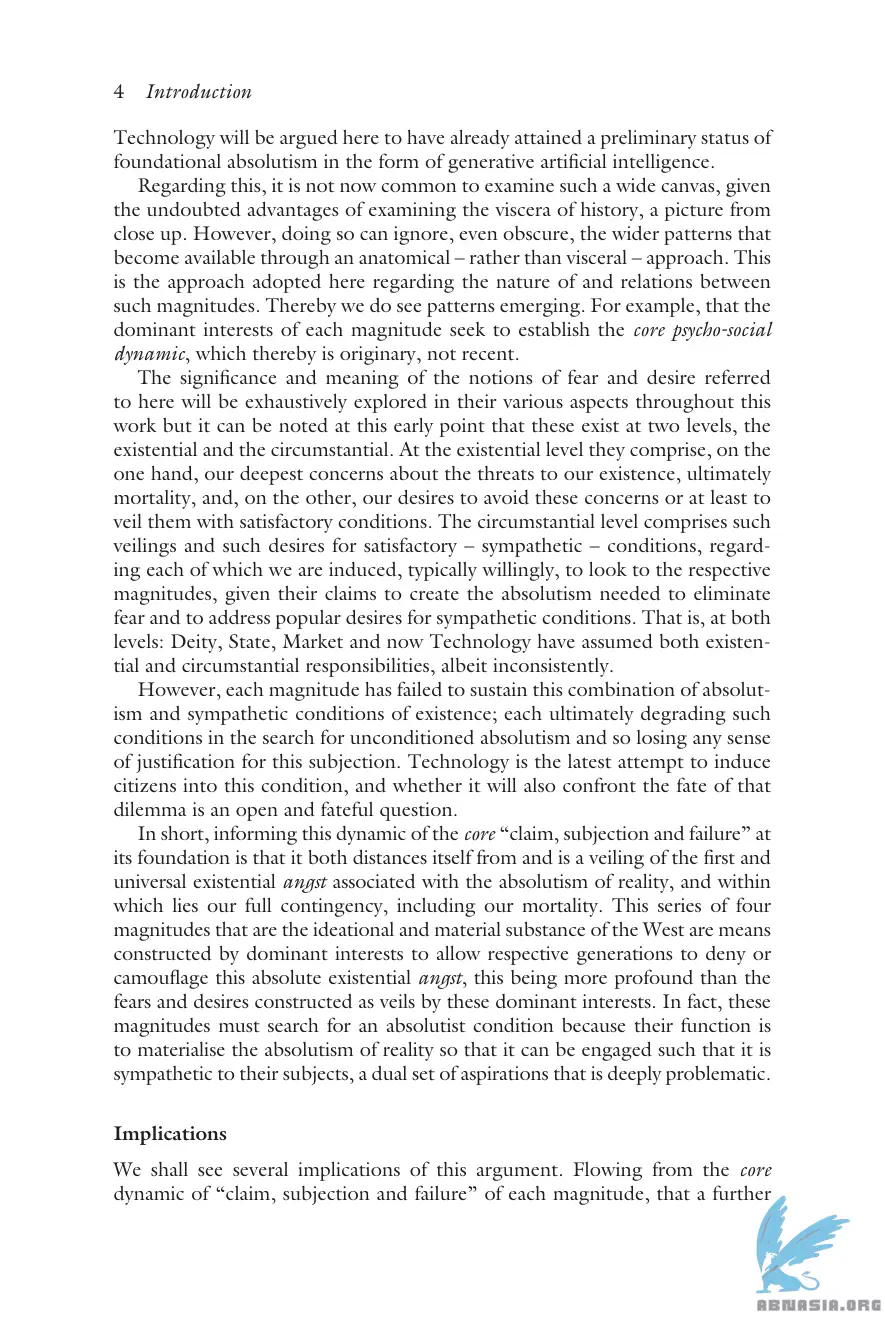 4 Introduction
Technology will be argued here to have already attained a preliminary status of
foundational absolutism in the form of generative artificial intelligence.
Regarding this, it is not now common to examine such a wide canvas, given
the undoubted advantages of examining the viscera of history, a picture from
close up. However, doing so can ignore, even obscure, the wider patterns that
become available through an anatomical – rather than visceral – approach. This
is the approach adopted here regarding the nature of and relations between
such magnitudes. Thereby we do see patterns emerging. For example, that the
dominant interests of each magnitude seek to establish the core psycho-social
dynamic, which thereby is originary, not recent.
The significance and meaning of the notions of fear and desire referred
to here will be exhaustively explored in their various aspects throughout this
work but it can be noted at this early point that these exist at two levels, the
existential and the circumstantial. At the existential level they comprise, on the
one hand, our deepest concerns about the threats to our existence, ultimately
mortality, and, on the other, our desires to avoid these concerns or at least to
veil them with satisfactory conditions. The circumstantial level comprises such
veilings and such desires for satisfactory – sympathetic – conditions, regard-
ing each of which we are induced, typically willingly, to look to the respective
magnitudes, given their claims to create the absolutism needed to eliminate
fear and to address popular desires for sympathetic conditions. That is, at both
levels: Deity, State, Market and now Technology have assumed both existen-
tial and circumstantial responsibilities, albeit inconsistently.
However, each magnitude has failed to sustain this combination of absolut-
ism and sympathetic conditions of existence; each ultimately degrading such
conditions in the search for unconditioned absolutism and so losing any sense
of justification for this subjection. Technology is the latest attempt to induce
citizens into this condition, and whether it will also confront the fate of that
dilemma is an open and fateful question.
In short, informing this dynamic of the core “claim, subjection and failure” at
its foundation is that it both distances itself from and is a veiling of the first and
universal existential angst associated with the absolutism of reality, and within
which lies our full contingency, including our mortality. This series of four
magnitudes that are the ideational and material substance of the West are means
constructed by dominant interests to allow respective generations to deny or
camouflage this absolute existential angst, this being more profound than the
fears and desires constructed as veils by these dominant interests. In fact, these
magnitudes must search for an absolutist condition because their function is
to materialise the absolutism of reality so that it can be engaged such that it is
sympathetic to their subjects, a dual set of aspirations that is deeply problematic.
Implications
We shall see several implications of this argument. Flowing from the core
dynamic of “claim, subjection and failure” of each magnitude, that a further
ABNASIA.ORG